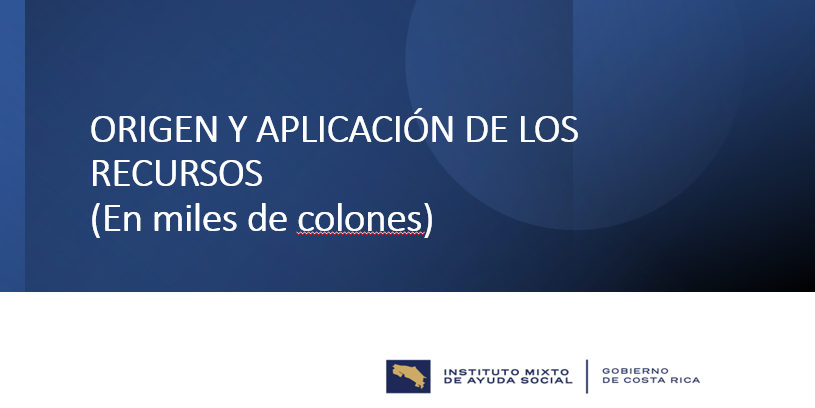 ORIGEN Y APLICACIÓN DE LOS
RECURSOS
(En miles de colones)
INSTITUTO MIXTO
DE AYUDA SOCIAL
GOBIERNO
DE COSTA RICA